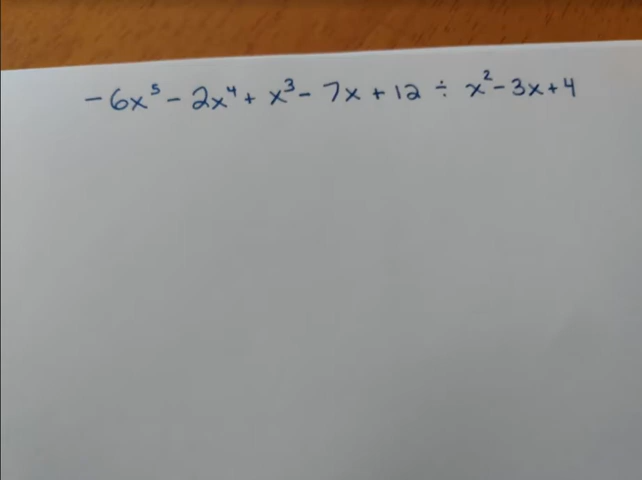 -6x⁵ - 2x⁴ + x³ - 7x + 12 ÷ x² - 3x + 4